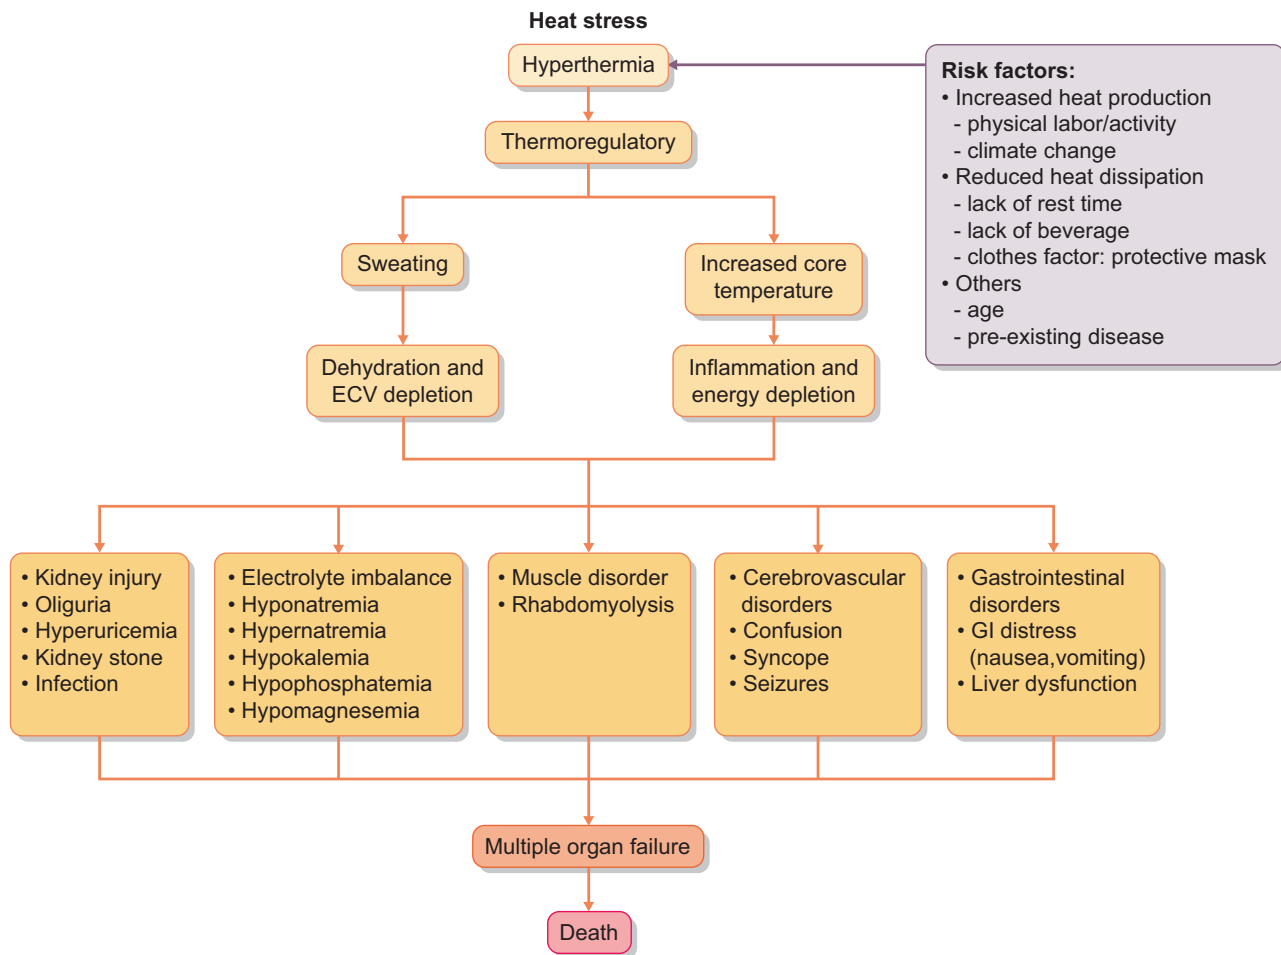 Heat stress
Hyperthermia
Risk factors:
• Increased heat production
- physical labor/activity
- climate change
• Reduced heat dissipation
- lack of rest time
- lack of beverage
- clothes factor: protective mask
• Others
- age
- pre-existing disease
Thermoregulatory
Sweating
Increased core
temperature
Dehydration and
ECV depletion
Inflammation and
energy depletion
• Kidney injury
• Oliguria
• Hyperuricemia
• Kidney stone
• Infection
• Electrolyte imbalance
• Hyponatremia
• Hypernatremia
• Hypokalemia
• Hypophosphatemia
• Hypomagnesemia
• Muscle disorder
• Rhabdomyolysis
• Cerebrovascular
disorders
• Confusion
• Syncope
• Seizures
• Gastrointestinal
disorders
• GI distress
(nausea,vomiting)
• Liver dysfunction
Multiple organ failure
Death